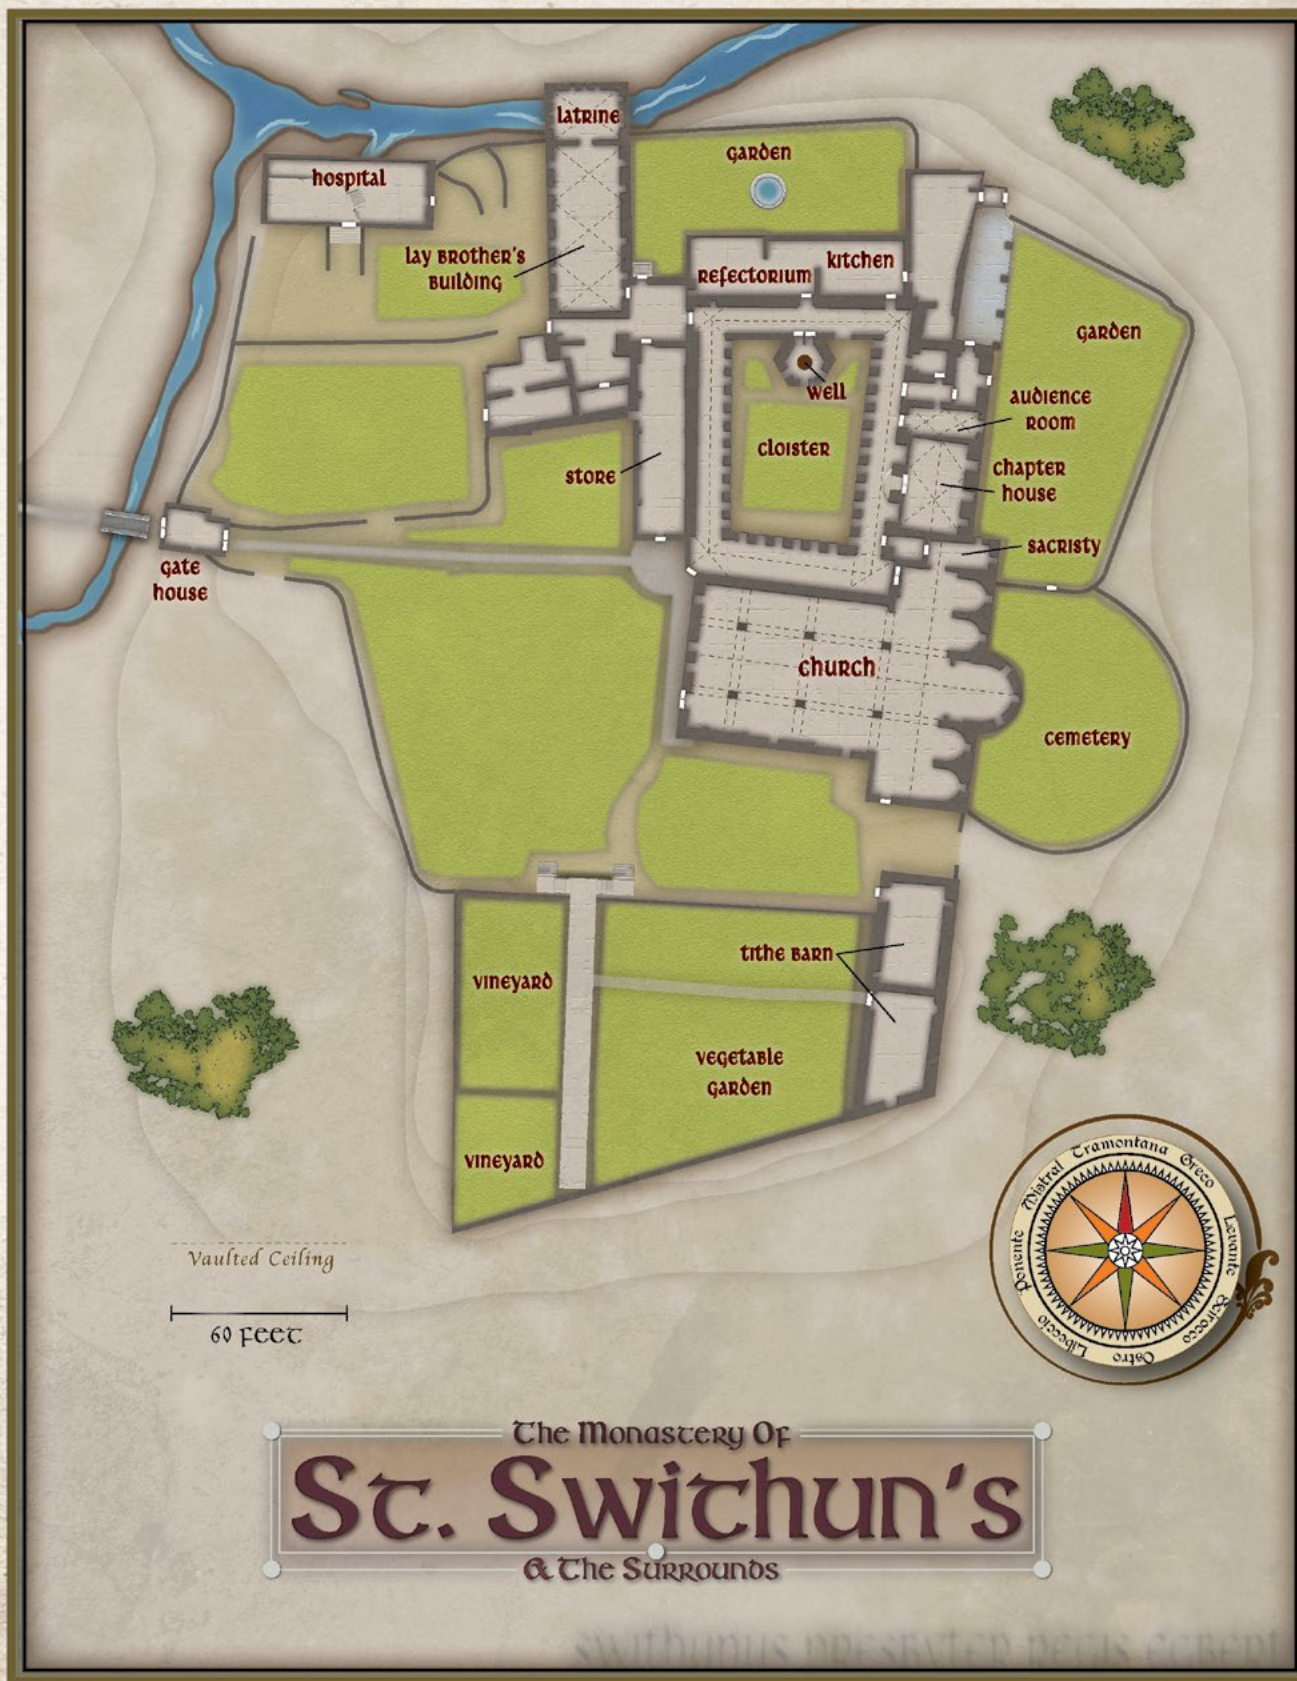 latrine
garden
hospital
lay brother's
building
refectorium
kitchen
garden
well
audience
room
cloister
store
chapter
house
sacristy
gate
house
church
cemetery
tithe barn
vineyard
vegetable
garden
vineyard
Tramontana
Greco
Levante
Scirocco
Ostro
Libeccio
Ponente
Mistral
Vaulted Ceiling
60 feet
The Monastery Of
St. Swithun's
& The Surrounds
swithunus presbyter regis